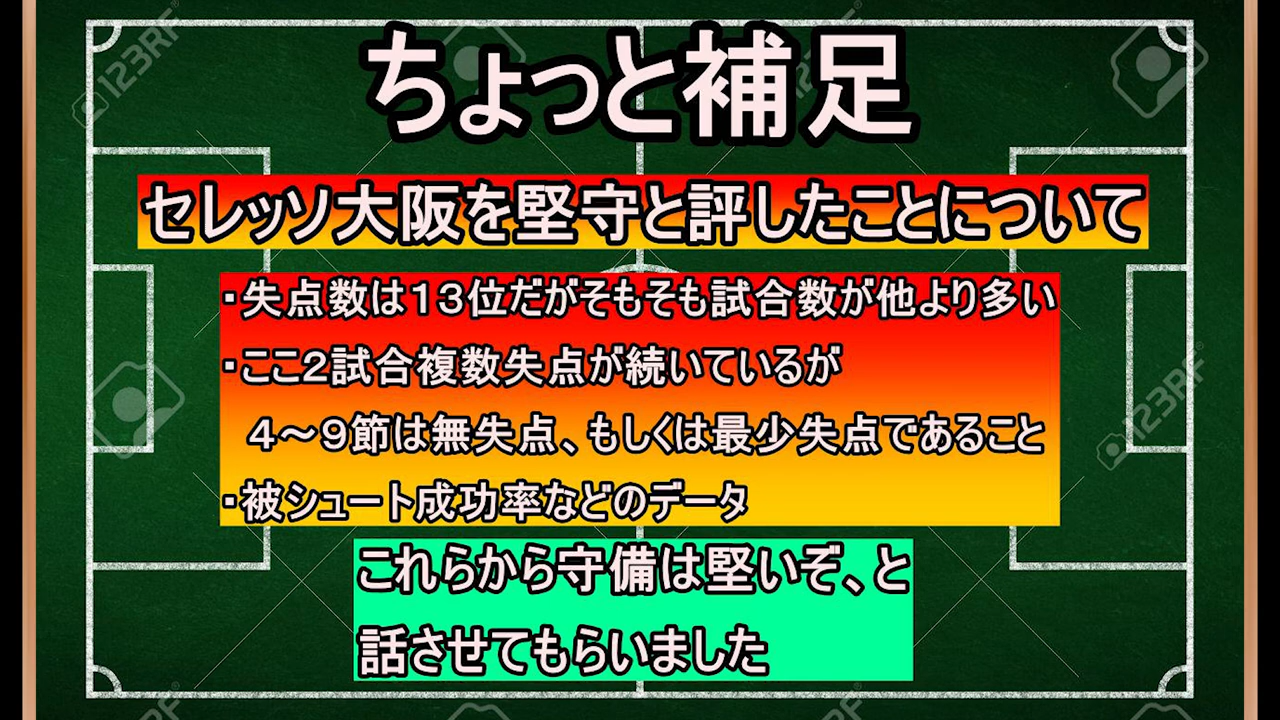 ちょっと補足
セレッソ大阪を堅守と評したことについて
・失点数は１３位だがそもそも試合数が他より多い
・ここ２試合複数失点が続いているが
４～９節は無失点、もしくは最少失点であること
・被シュート成功率などのデータ
これらから守備は堅いぞ、と
話させてもらいました
123RF
123RF
123RF
123RF
123RF
123RF